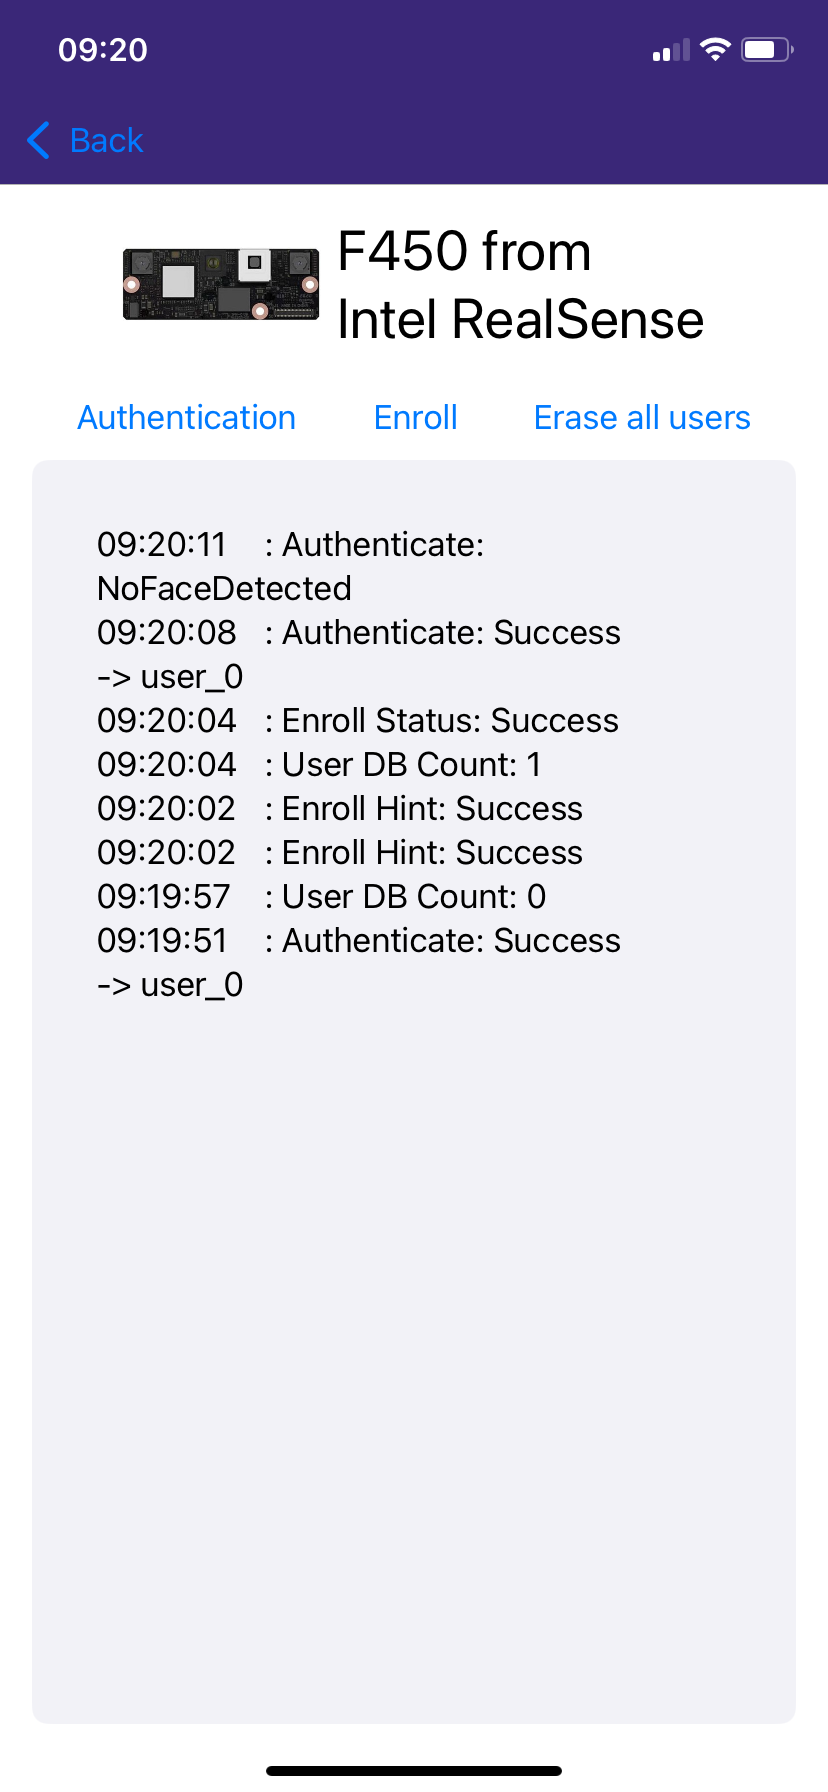 09:20
Back
F450 from
Intel RealSense
Authentication
Enroll
Erase all users
09:20:11 : Authenticate:
NoFaceDetected
09:20:08 : Authenticate: Success
-> user_0
09:20:04 : Enroll Status: Success
09:20:04 : User DB Count: 1
09:20:02 : Enroll Hint: Success
09:20:02 : Enroll Hint: Success
09:19:57 : User DB Count: 0
09:19:51 : Authenticate: Success
-> user_0